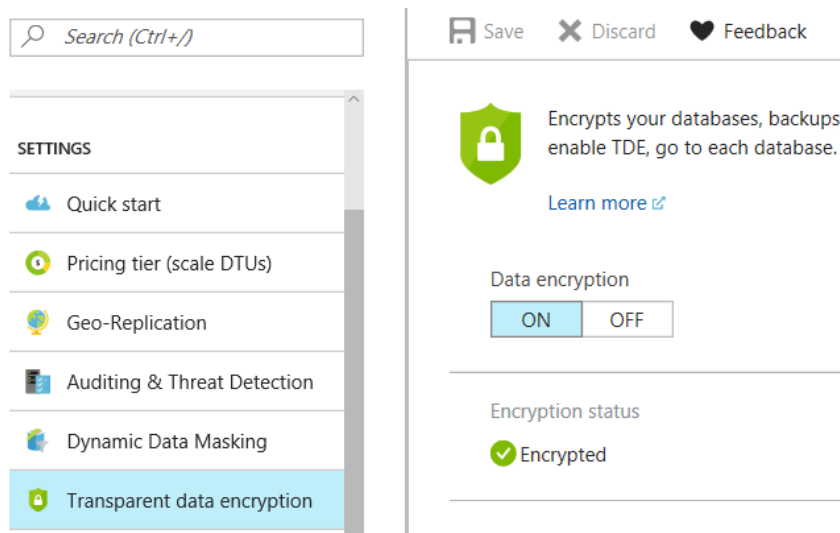 Search (Ctrl+/)
SETTINGS
Quick start
Pricing tier (scale DTUs)
Geo-Replication
Auditing & Threat Detection
Dynamic Data Masking
Transparent data encryption
Save Discard Feedback
Encrypts your databases, backups
enable TDE, go to each database.
Learn more
Data encryption
ON OFF
Encryption status
Encrypted